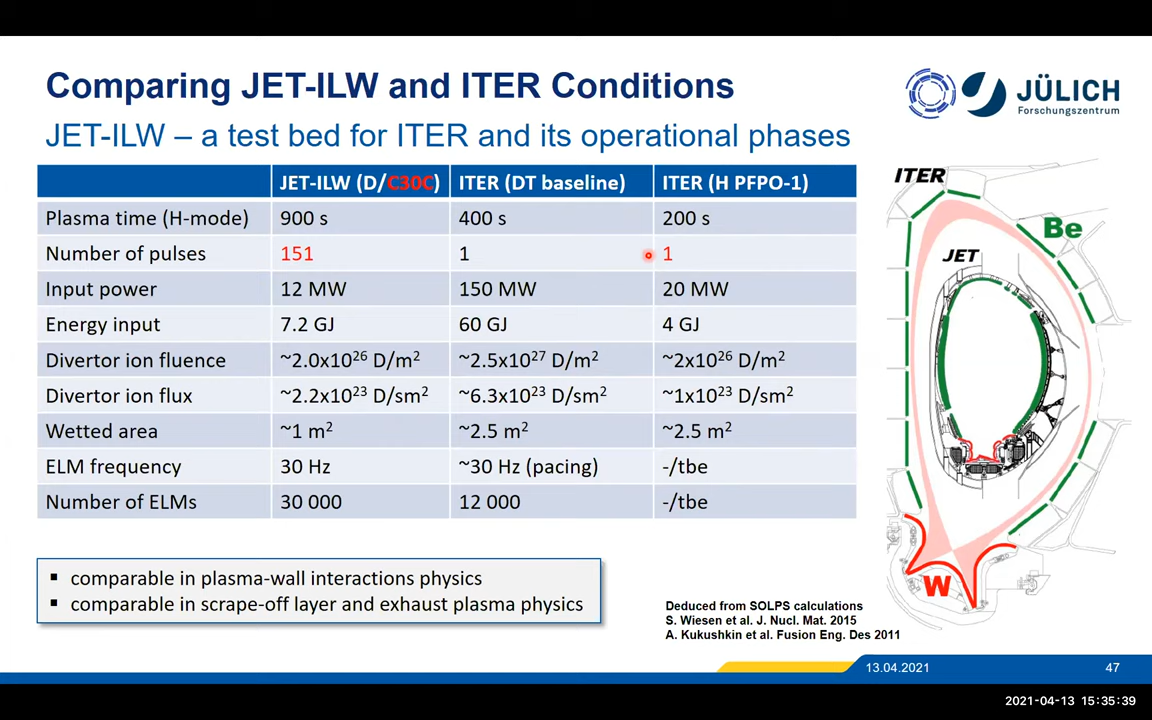 Comparing JET-ILW and ITER Conditions
JÜLICH
Forschungszentrum
JET-ILW – a test bed for ITER and its operational phases
JET-ILW (D/C30C) ITER (DT baseline) ITER (H PFPO-1)
Plasma time (H-mode) 900 s 400 s 200 s
Number of pulses 151 1 1
Input power 12 MW 150 MW 20 MW
Energy input 7.2 GJ 60 GJ 4 GJ
Divertor ion fluence ~2.0x10²⁶ D/m² ~2.5x10²⁷ D/m² ~2x10²⁶ D/m²
Divertor ion flux ~2.2x10²³ D/sm² ~6.3x10²³ D/sm² ~1x10²³ D/sm²
Wetted area ~1 m² ~2.5 m² ~2.5 m²
ELM frequency 30 Hz ~30 Hz (pacing) -/tbe
Number of ELMs 30 000 12 000 -/tbe
ITER
Be
JET
W
▪ comparable in plasma-wall interactions physics
▪ comparable in scrape-off layer and exhaust plasma physics
Deduced from SOLPS calculations
S. Wiesen et al. J. Nucl. Mat. 2015
A. Kukushkin et al. Fusion Eng. Des 2011
13.04.2021 47
2021-04-13 15:35:39